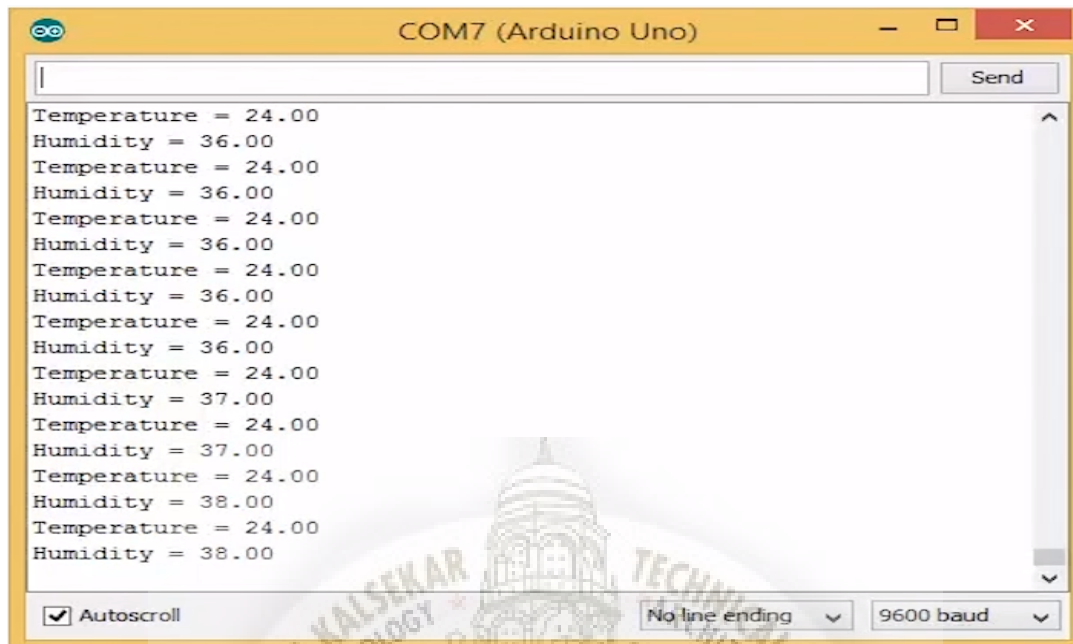 COM7 (Arduino Uno)
Send
Temperature = 24.00
Humidity = 36.00
Temperature = 24.00
Humidity = 36.00
Temperature = 24.00
Humidity = 36.00
Temperature = 24.00
Humidity = 36.00
Temperature = 24.00
Humidity = 36.00
Temperature = 24.00
Humidity = 37.00
Temperature = 24.00
Humidity = 37.00
Temperature = 24.00
Humidity = 38.00
Temperature = 24.00
Humidity = 38.00
KALSEKAR
Autoscroll
No line ending
9600 baud